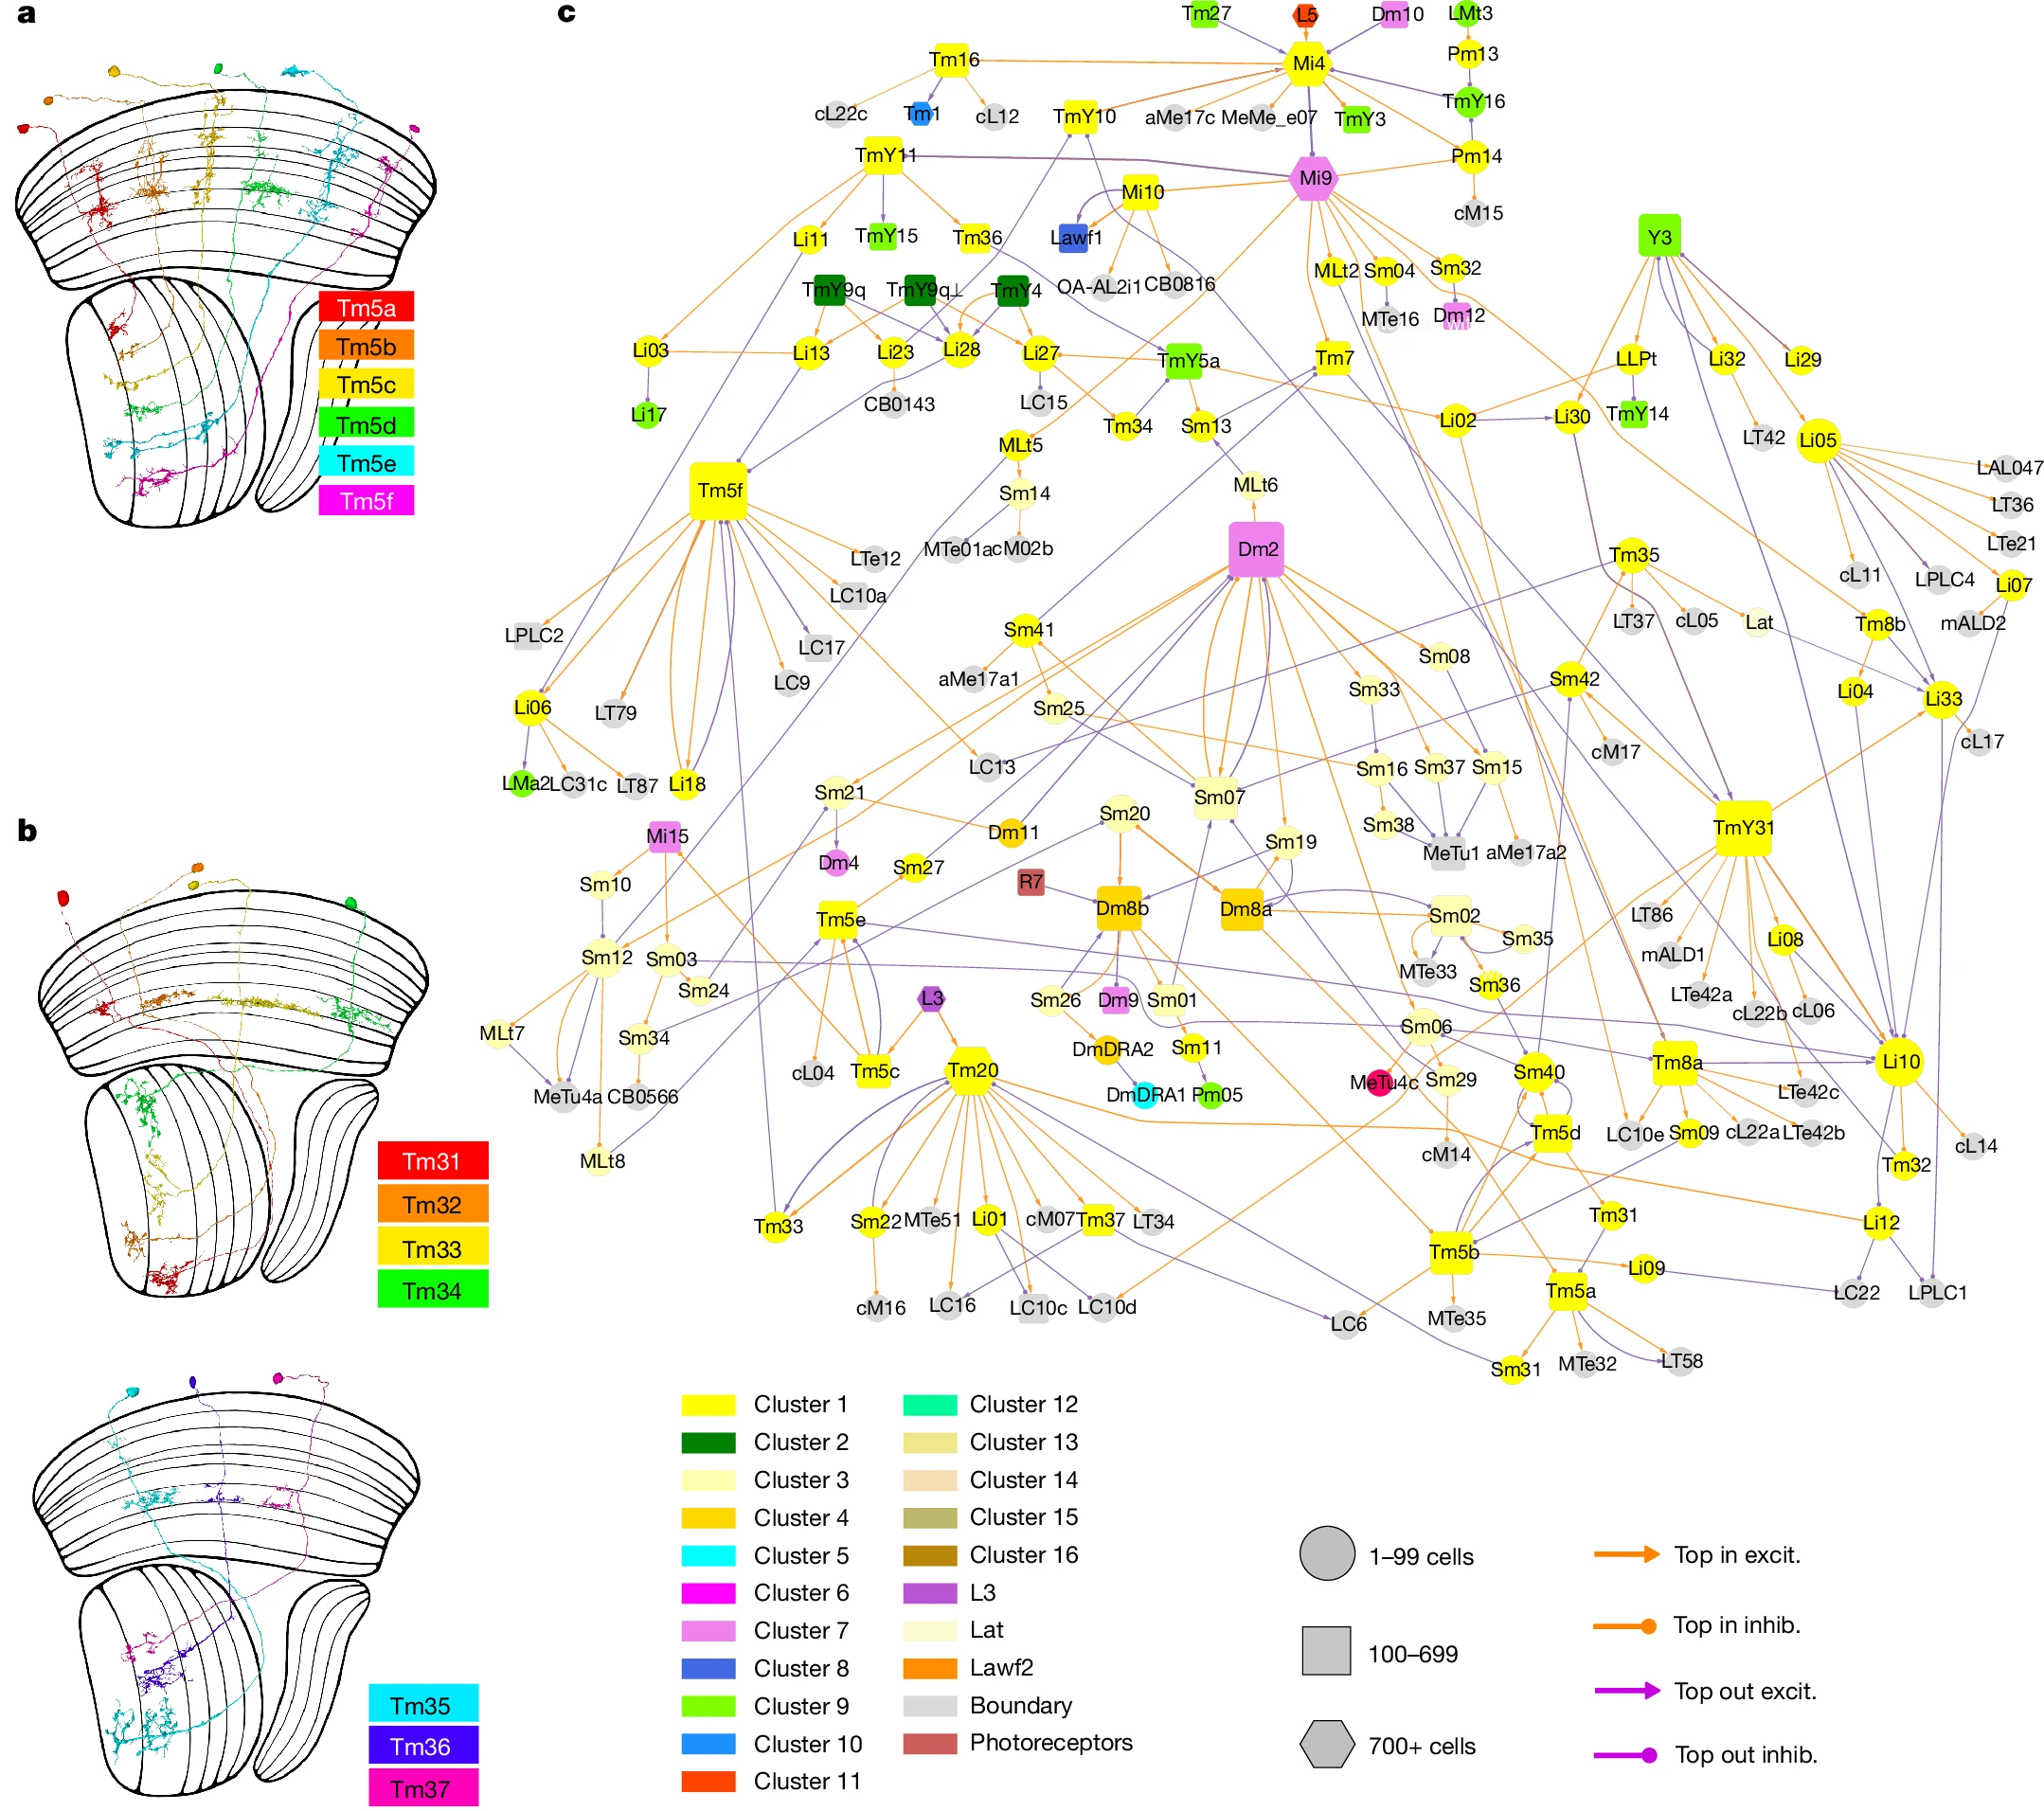 a
Tm5a
Tm5b
Tm5c
Tm5d
Tm5e
Tm5f
b
Tm31
Tm32
Tm33
Tm34
Tm35
Tm36
Tm37
c
Tm27
L5
Dm10
LMt3
Tm16
Mi4
Pm13
cL22c
Tm1
cL12
TmY10
aMe17c
MeMe_e07
TmY3
TmY16
TmY11
Mi9
Pm14
Mi10
cM15
Li11
TmY15
Tm36
Lawf1
Y3
OA-AL2i1
CB0816
MLt2
Sm04
Sm32
TmY9q
TmY9q⊥
TmY4
MTe16
Dm12
Li03
Li13
Li23
Li28
Li27
TmY5a
Tm7
LLPt
Li32
Li29
Li17
CB0143
LC15
Tm34
Sm13
Li02
Li30
TmY14
LT42
Li05
MLt5
LAL047
Tm5f
Sm14
MLt6
LT36
MTe01a
cM02b
Dm2
LTe12
LC10a
Tm35
LTe21
cL11
LPLC4
Li07
LPLC2
LC17
Sm41
LT37
cL05
Lat
Tm8b
mALD2
LC9
aMe17a1
Sm08
Li06
LT79
Sm25
Sm33
Sm42
Li04
Li33
LMa2
LC31c
LT87
Li18
LC13
Sm16
Sm37
Sm15
cM17
cL17
Sm21
Sm07
Mi15
Dm11
Sm20
Sm38
Sm19
MeTu1
aMe17a2
TmY31
Dm4
Sm27
Sm10
R7
Dm8b
Dm8a
Tm5e
Sm02
Sm35
LT86
Li08
Sm12
Sm03
Sm24
MTe33
Sm36
mALD1
LTe42a
cL22b
cL06
MLt7
Sm34
L3
Sm26
Dm9
Sm01
Sm06
DmDRA2
Sm11
cL04
Tm5c
Tm20
MeTu4c
Sm29
Sm40
Tm8a
Li10
MeTu4a
CB0566
DmDRA1
Pm05
LTe42c
Tm5d
LC10e
Sm09
cL22a
LTe42b
cL14
MLt8
cM14
Tm32
Tm33
Sm22
MTe51
Li01
cM07
Tm37
LT34
Tm31
Li12
Tm5b
Li09
cM16
LC16
LC10c
LC10d
LC6
MTe35
Tm5a
LC22
LPLC1
Sm31
MTe32
LT58
Cluster 1
Cluster 2
Cluster 3
Cluster 4
Cluster 5
Cluster 6
Cluster 7
Cluster 8
Cluster 9
Cluster 10
Cluster 11
Cluster 12
Cluster 13
Cluster 14
Cluster 15
Cluster 16
L3
Lat
Lawf2
Boundary
Photoreceptors
1–99 cells
100–699
700+ cells
Top in excit.
Top in inhib.
Top out excit.
Top out inhib.